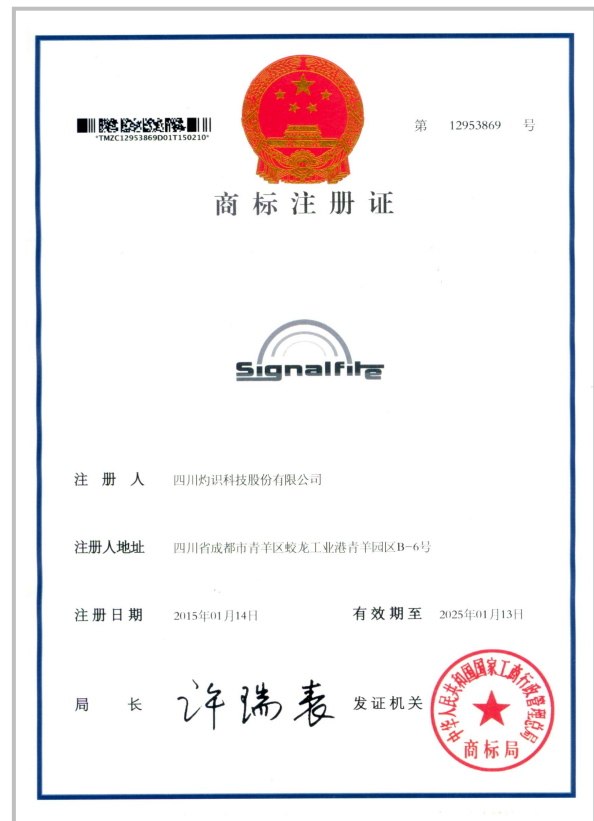 第 12953869 号
*TMZC12953869D01T150210*
商标注册证
Signalfire
注册人 四川灼识科技股份有限公司
注册人地址 四川省成都市青羊区蛟龙工业港青羊园区B-6号
注册日期 2015年01月14日 有效期至 2025年01月13日
局长 许瑞表 发证机关
中华人民共和国国家工商行政管理总局
商标局